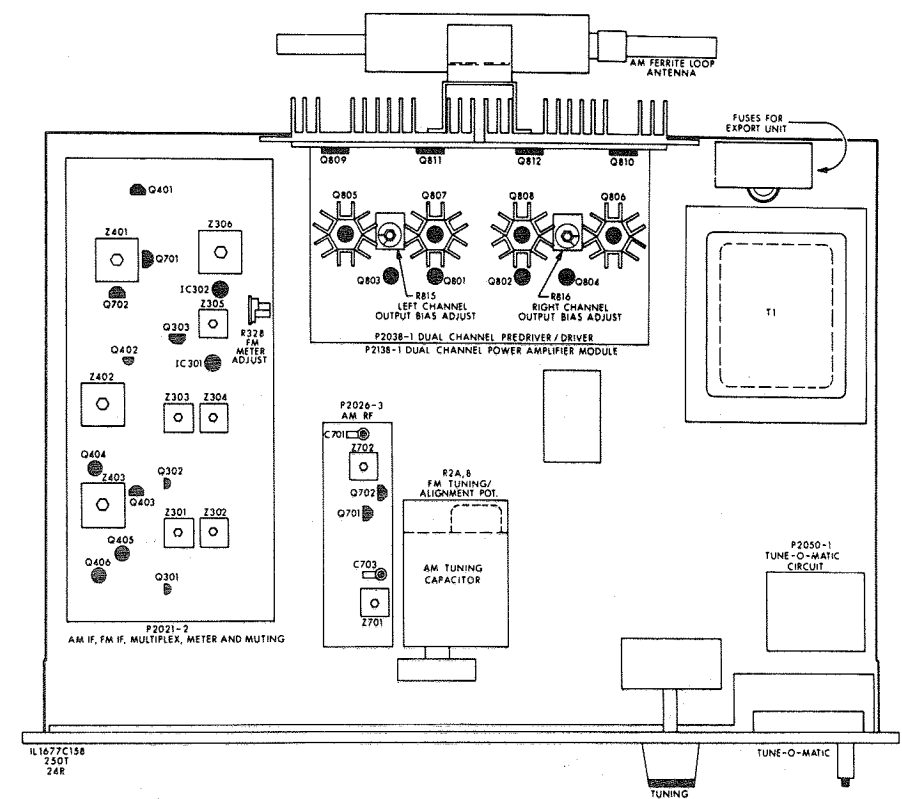 AM FERRITE LOOP
ANTENNA
FUSES FOR
EXPORT UNIT
Q809
Q811
Q812
Q810
Q401
Q805
Q807
Q808
Q806
Z401
Z306
Q701
IC302
Q702
Z305
Q803
Q801
Q802
Q804
R815
LEFT CHANNEL
OUTPUT BIAS ADJUST
R816
RIGHT CHANNEL
OUTPUT BIAS ADJUST
T1
Q303
R328
FM
METER
ADJUST
P2038-1 DUAL CHANNEL PREDRIVER/DRIVER
P2138-1 DUAL CHANNEL POWER AMPLIFIER MODULE
Q402
IC301
Z402
Z303
Z304
P2026-3
AM RF
C701
Z702
Q404
Z403
Q302
Q403
Q702
Q701
R2A,B
FM TUNING/
ALIGNMENT POT.
Z301
Z302
Q405
Q406
Q301
C703
Z701
AM TUNING
CAPACITOR
P2050-1
TUNE-O-MATIC
CIRCUIT
P2021-2
AM IF, FM IF, MULTIPLEX, METER AND MUTING
IL1677C158
250T
24R
TUNE-O-MATIC
TUNING